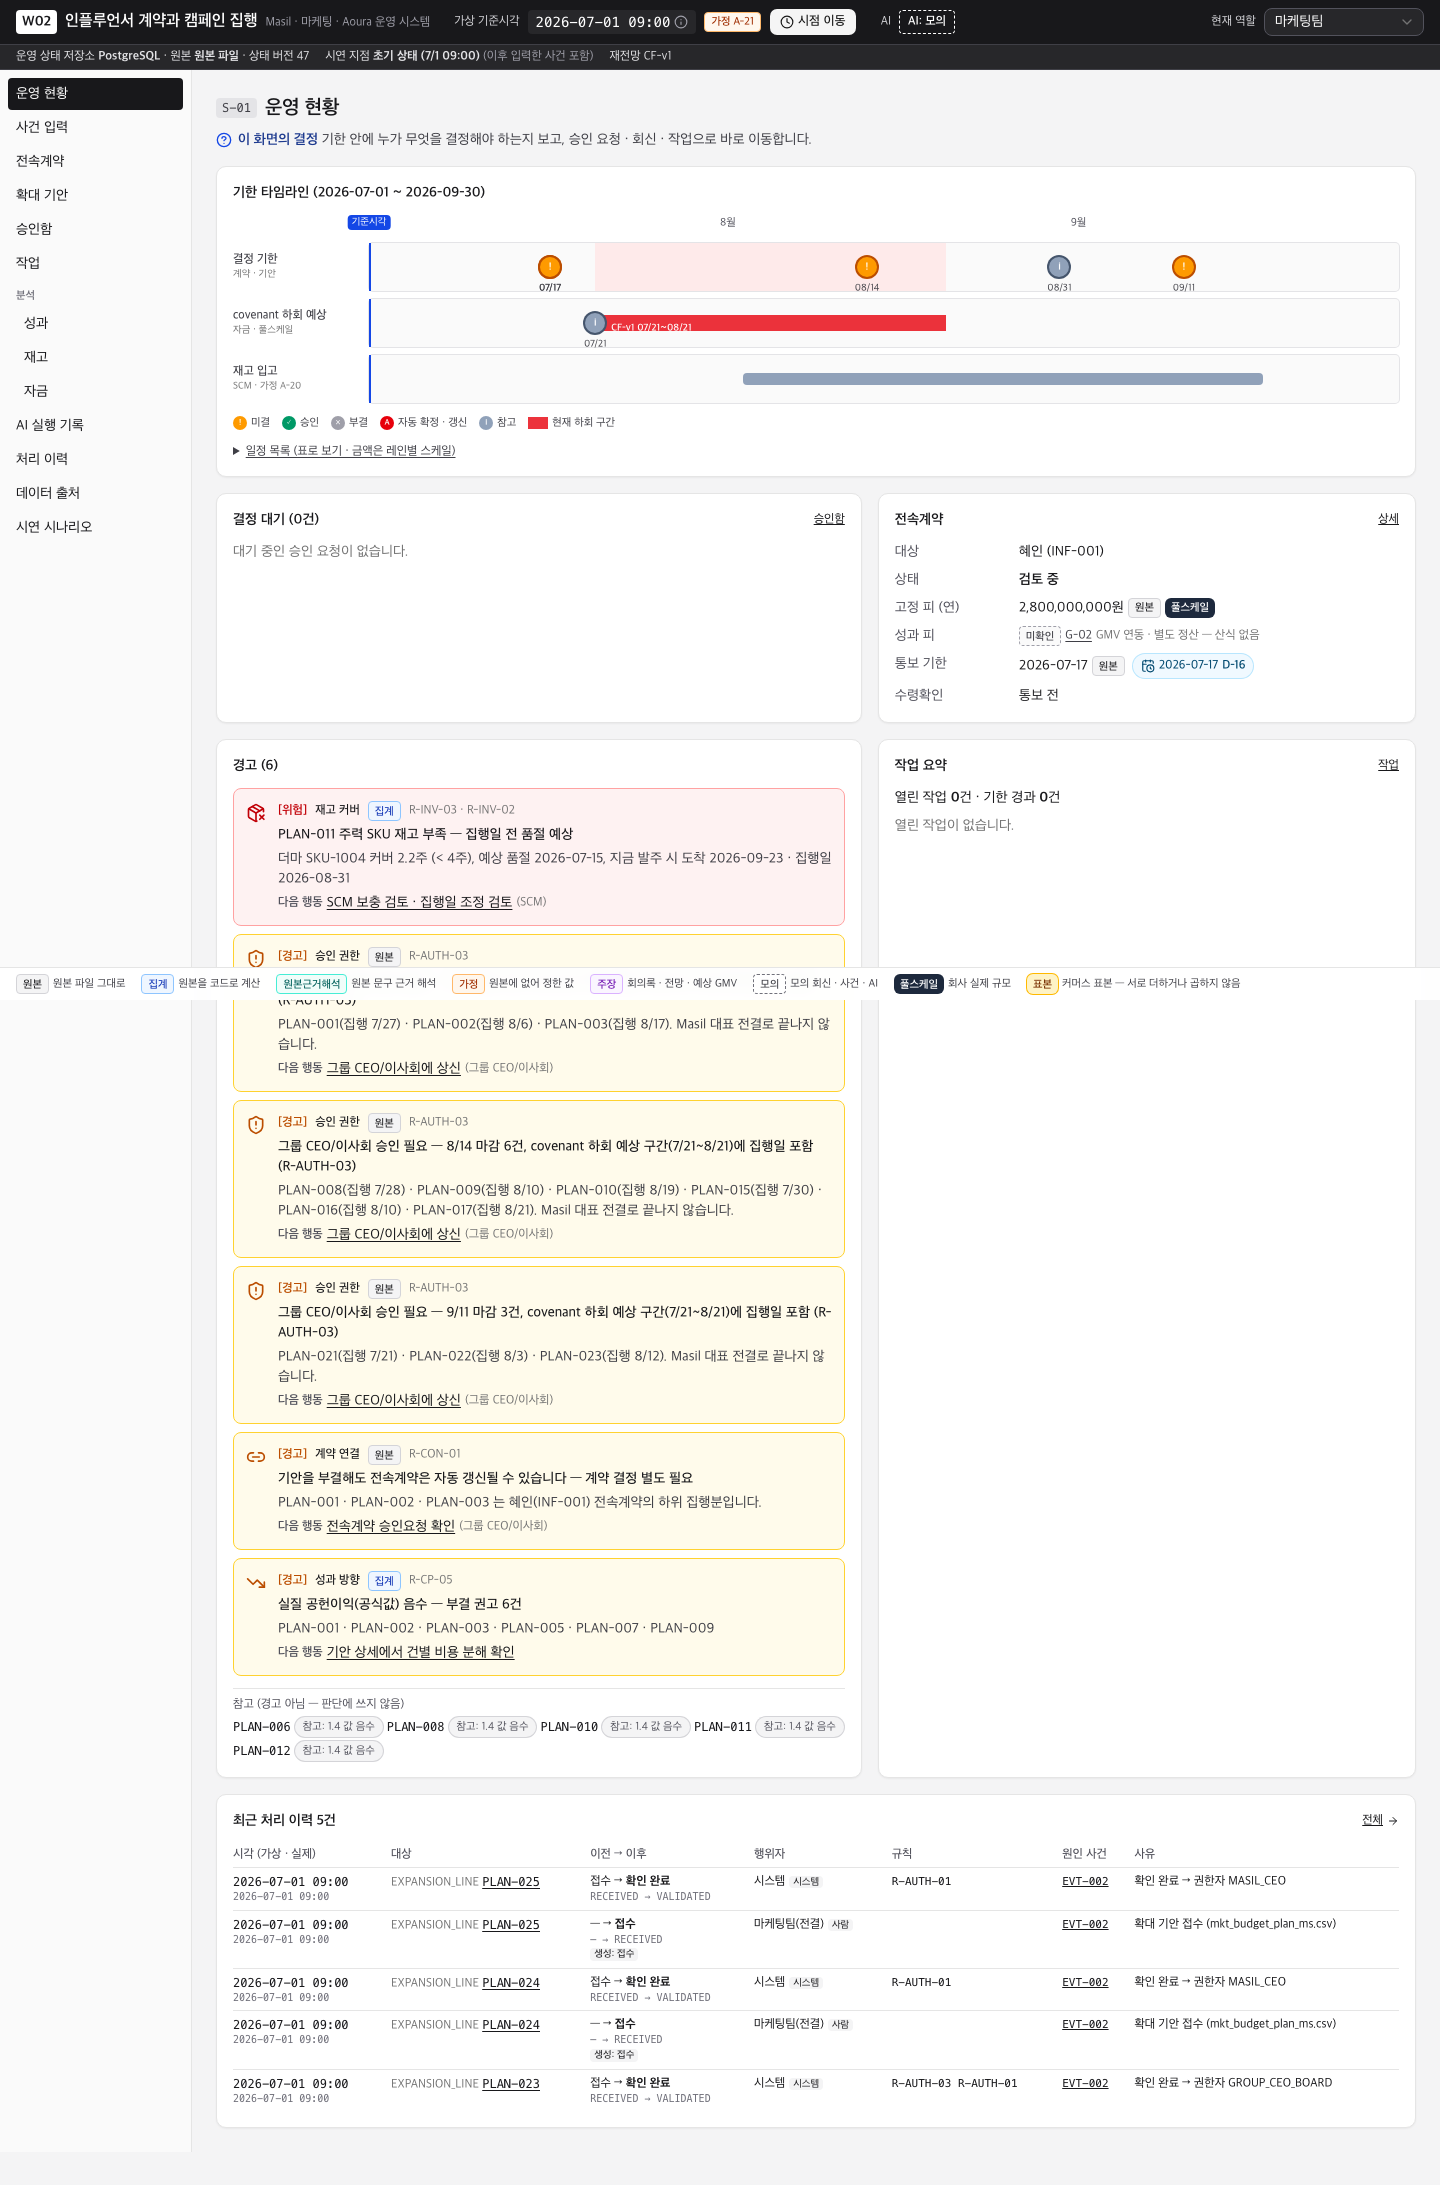 W02 인플루언서 계약과 캠페인 집행 Masil · 마케팅 · Aoura 운영 시스템 가상 기준시각 2026-07-01 09:00 가정 A-21 시점 이동 AI AI: 모의 현재 역할 마케팅팀
운영 상태 저장소 PostgreSQL · 원본 원본 파일 · 상태 버전 47 시연 지점 초기 상태 (7/1 09:00) (이후 입력한 사건 포함) 재전망 CF-v1
운영 현황
사건 입력
전속계약
확대 기안
승인함
작업
분석
성과
재고
자금
AI 실행 기록
처리 이력
데이터 출처
시연 시나리오
S-01 운영 현황
이 화면의 결정 기한 안에 누가 무엇을 결정해야 하는지 보고, 승인 요청 · 회신 · 작업으로 바로 이동합니다.
기한 타임라인 (2026-07-01 ~ 2026-09-30)
기준시각 8월 9월
결정 기한
계약 · 기안
! ! i !
07/17 08/14 08/31 09/11
covenant 하회 예상
자금 · 풀스케일
i CF-v1 07/21~08/21
07/21
재고 입고
SCM · 가정 A-20
! 미결 ✓ 승인 × 부결 A 자동 확정 · 갱신 i 참고 현재 하회 구간
▶ 일정 목록 (표로 보기 · 금액은 레인별 스케일)
결정 대기 (0건) 승인함
대기 중인 승인 요청이 없습니다.
전속계약 상세
대상 혜인 (INF-001)
상태 검토 중
고정 피 (연) 2,800,000,000원 원본 풀스케일
성과 피 미확인 G-02 GMV 연동 · 별도 정산 — 산식 없음
통보 기한 2026-07-17 원본 2026-07-17 D-16
수령확인 통보 전
경고 (6)
[위험] 재고 커버 집계 R-INV-03 · R-INV-02
PLAN-011 주력 SKU 재고 부족 — 집행일 전 품절 예상
더마 SKU-1004 커버 2.2주 (< 4주), 예상 품절 2026-07-15, 지금 발주 시 도착 2026-09-23 · 집행일
2026-08-31
다음 행동 SCM 보충 검토 · 집행일 조정 검토 (SCM)
[경고] 승인 권한 원본 R-AUTH-03
원본 원본 파일 그대로 집계 원본을 코드로 계산 원본근거해석 원본 문구 근거 해석 가정 원본에 없어 정한 값 주장 회의록 · 전망 · 예상 GMV 모의 모의 회신 · 사건 · AI 풀스케일 회사 실제 규모 표본 커머스 표본 — 서로 더하거나 곱하지 않음
(R-AUTH-03)
PLAN-001(집행 7/27) · PLAN-002(집행 8/6) · PLAN-003(집행 8/17). Masil 대표 전결로 끝나지 않
습니다.
다음 행동 그룹 CEO/이사회에 상신 (그룹 CEO/이사회)
[경고] 승인 권한 원본 R-AUTH-03
그룹 CEO/이사회 승인 필요 — 8/14 마감 6건, covenant 하회 예상 구간(7/21~8/21)에 집행일 포함
(R-AUTH-03)
PLAN-008(집행 7/28) · PLAN-009(집행 8/10) · PLAN-010(집행 8/19) · PLAN-015(집행 7/30) ·
PLAN-016(집행 8/10) · PLAN-017(집행 8/21). Masil 대표 전결로 끝나지 않습니다.
다음 행동 그룹 CEO/이사회에 상신 (그룹 CEO/이사회)
[경고] 승인 권한 원본 R-AUTH-03
그룹 CEO/이사회 승인 필요 — 9/11 마감 3건, covenant 하회 예상 구간(7/21~8/21)에 집행일 포함 (R-
AUTH-03)
PLAN-021(집행 7/21) · PLAN-022(집행 8/3) · PLAN-023(집행 8/12). Masil 대표 전결로 끝나지 않
습니다.
다음 행동 그룹 CEO/이사회에 상신 (그룹 CEO/이사회)
[경고] 계약 연결 원본 R-CON-01
기안을 부결해도 전속계약은 자동 갱신될 수 있습니다 — 계약 결정 별도 필요
PLAN-001 · PLAN-002 · PLAN-003 는 혜인(INF-001) 전속계약의 하위 집행분입니다.
다음 행동 전속계약 승인요청 확인 (그룹 CEO/이사회)
[경고] 성과 방향 집계 R-CP-05
실질 공헌이익(공식값) 음수 — 부결 권고 6건
PLAN-001 · PLAN-002 · PLAN-003 · PLAN-005 · PLAN-007 · PLAN-009
다음 행동 기안 상세에서 건별 비용 분해 확인
참고 (경고 아님 — 판단에 쓰지 않음)
PLAN-006 참고: 1.4 값 음수 PLAN-008 참고: 1.4 값 음수 PLAN-010 참고: 1.4 값 음수 PLAN-011 참고: 1.4 값 음수
PLAN-012 참고: 1.4 값 음수
작업 요약 작업
열린 작업 0건 · 기한 경과 0건
열린 작업이 없습니다.
최근 처리 이력 5건 전체 →
시각 (가상 · 실제) 대상 이전 → 이후 행위자 규칙 원인 사건 사유
2026-07-01 09:00 EXPANSION_LINE PLAN-025 접수 → 확인 완료 시스템 시스템 R-AUTH-01 EVT-002 확인 완료 → 권한자 MASIL_CEO
2026-07-01 09:00 RECEIVED → VALIDATED
2026-07-01 09:00 EXPANSION_LINE PLAN-025 — → 접수 마케팅팀(전결) 사람 EVT-002 확대 기안 접수 (mkt_budget_plan_ms.csv)
2026-07-01 09:00 — → RECEIVED
생성: 접수
2026-07-01 09:00 EXPANSION_LINE PLAN-024 접수 → 확인 완료 시스템 시스템 R-AUTH-01 EVT-002 확인 완료 → 권한자 MASIL_CEO
2026-07-01 09:00 RECEIVED → VALIDATED
2026-07-01 09:00 EXPANSION_LINE PLAN-024 — → 접수 마케팅팀(전결) 사람 EVT-002 확대 기안 접수 (mkt_budget_plan_ms.csv)
2026-07-01 09:00 — → RECEIVED
생성: 접수
2026-07-01 09:00 EXPANSION_LINE PLAN-023 접수 → 확인 완료 시스템 시스템 R-AUTH-03 R-AUTH-01 EVT-002 확인 완료 → 권한자 GROUP_CEO_BOARD
2026-07-01 09:00 RECEIVED → VALIDATED